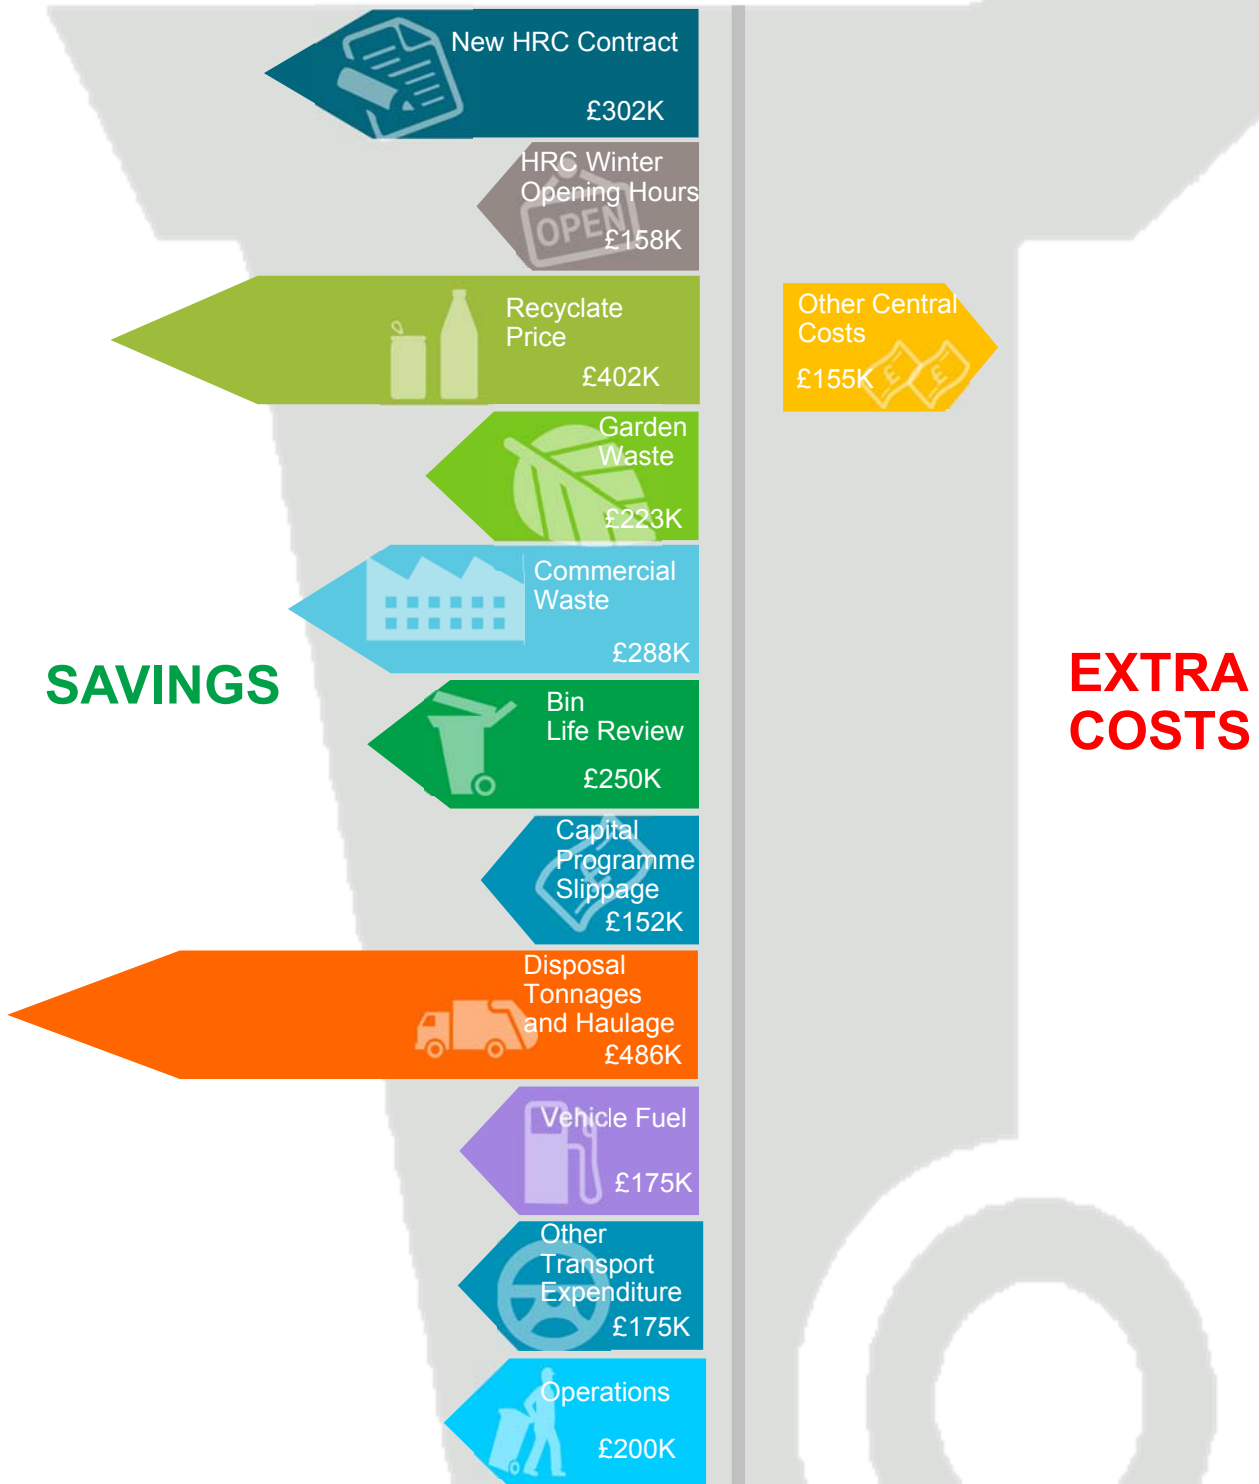 New HRC Contract
£302K
HRC Winter
Opening Hours
OPEN
£158K
Recyclate
Price
£402K
Other Central
Costs
£155K
£ £
Garden
Waste
£223K
Commercial
Waste
£288K
SAVINGS
EXTRA
COSTS
Bin
Life Review
£250K
Capital
Programme
£
Slippage
£152K
Disposal
Tonnages
and Haulage
£486K
Vehicle Fuel
£175K
Other
Transport
Expenditure
£175K
Operations
£200K